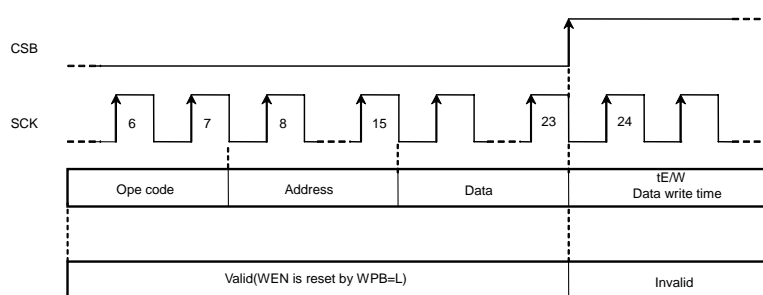 CSB
SCK
6 7 8 15 23 24
Ope code Address Data tE/W
Data write time
Valid(WEN is reset by WPB=L) Invalid